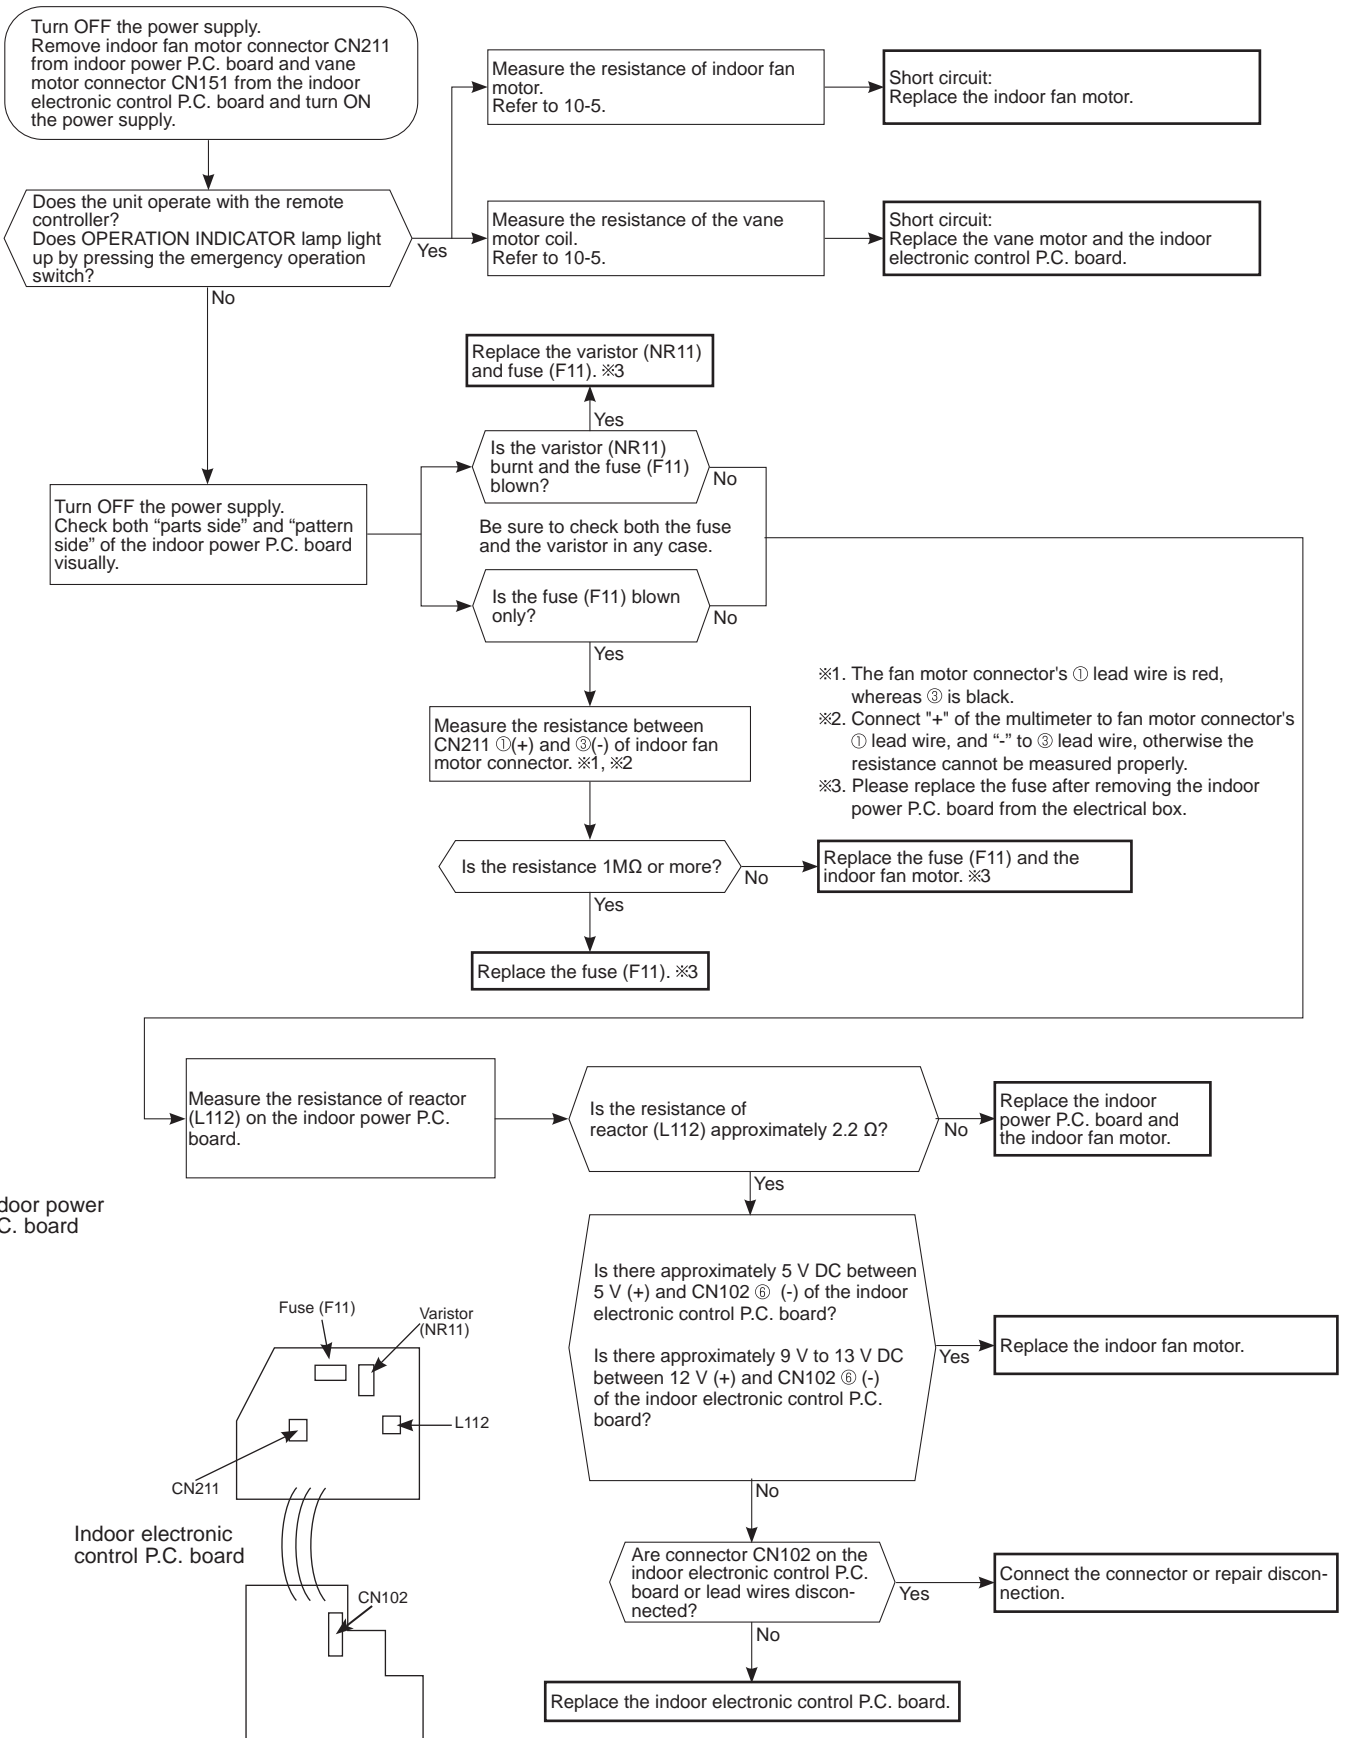 Turn OFF the power supply.
Remove indoor fan motor connector CN211
from indoor power P.C. board and vane
motor connector CN151 from the indoor
electronic control P.C. board and turn ON
the power supply.
Measure the resistance of indoor fan
motor.
Refer to 10-5.
Short circuit:
Replace the indoor fan motor.
Does the unit operate with the remote
controller?
Does OPERATION INDICATOR lamp light
up by pressing the emergency operation
switch?
Yes
Measure the resistance of the vane
motor coil.
Refer to 10-5.
Short circuit:
Replace the vane motor and the indoor
electronic control P.C. board.
No
Replace the varistor (NR11)
and fuse (F11). ※3
Yes
Is the varistor (NR11)
burnt and the fuse (F11)
blown?
No
Turn OFF the power supply.
Check both “parts side” and “pattern
side” of the indoor power P.C. board
visually.
Be sure to check both the fuse
and the varistor in any case.
Is the fuse (F11) blown
only?
No
Yes
※1. The fan motor connector's ① lead wire is red,
whereas ③ is black.
※2. Connect "+" of the multimeter to fan motor connector's
① lead wire, and “-” to ③ lead wire, otherwise the
resistance cannot be measured properly.
※3. Please replace the fuse after removing the indoor
power P.C. board from the electrical box.
Measure the resistance between
CN211 ①(+) and ③(-) of indoor fan
motor connector. ※1, ※2
Is the resistance 1MΩ or more?
No
Replace the fuse (F11) and the
indoor fan motor. ※3
Yes
Replace the fuse (F11). ※3
Measure the resistance of reactor
(L112) on the indoor power P.C.
board.
Is the resistance of
reactor (L112) approximately 2.2 Ω?
No
Replace the indoor
power P.C. board and
the indoor fan motor.
Yes
door power
C. board
Is there approximately 5 V DC between
5 V (+) and CN102 ⑥ (-) of the indoor
electronic control P.C. board?
Is there approximately 9 V to 13 V DC
between 12 V (+) and CN102 ⑥ (-)
of the indoor electronic control P.C.
board?
Yes
Replace the indoor fan motor.
Fuse (F11)
Varistor
(NR11)
L112
CN211
No
Indoor electronic
control P.C. board
CN102
Are connector CN102 on the
indoor electronic control P.C.
board or lead wires discon-
nected?
Yes
Connect the connector or repair discon-
nection.
No
Replace the indoor electronic control P.C. board.